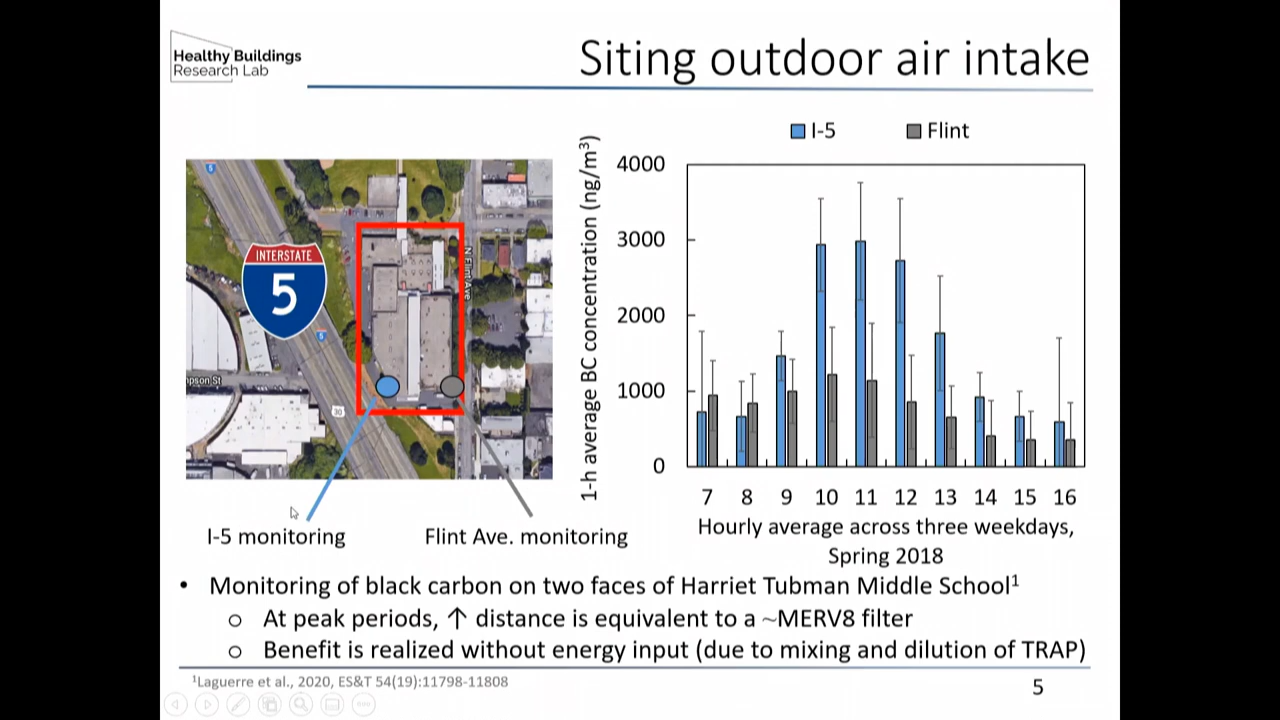 Healthy Buildings
Research Lab
Siting outdoor air intake
INTERSTATE
5
5
5
N Flint Ave
30
I-5 monitoring
Flint Ave. monitoring
I-5
Flint
1-h average BC concentration (ng/m³)
4000
3000
2000
1000
0
7 8 9 10 11 12 13 14 15 16
Hourly average across three weekdays,
Spring 2018
• Monitoring of black carbon on two faces of Harriet Tubman Middle School¹
o At peak periods, ↑ distance is equivalent to a ~MERV8 filter
o Benefit is realized without energy input (due to mixing and dilution of TRAP)
¹Laguerre et al., 2020, ES&T 54(19):11798-11808
5